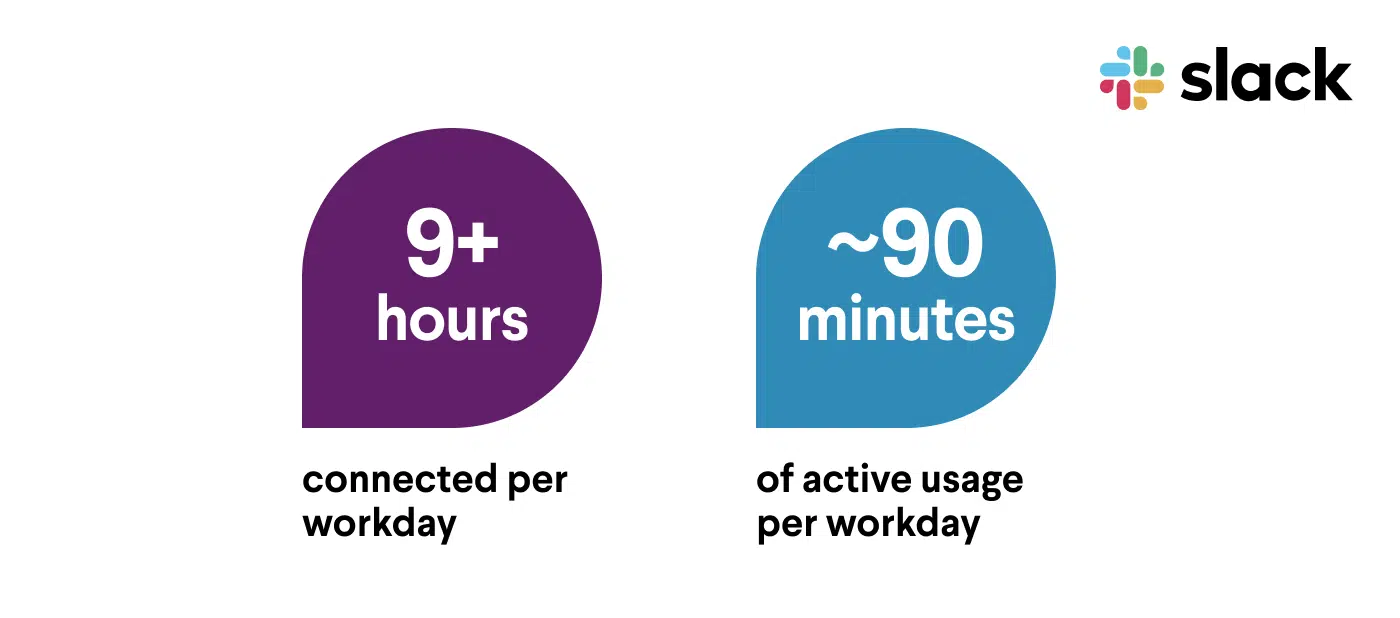 slack
9+
hours
~90
minutes
connected per
workday
of active usage
per workday